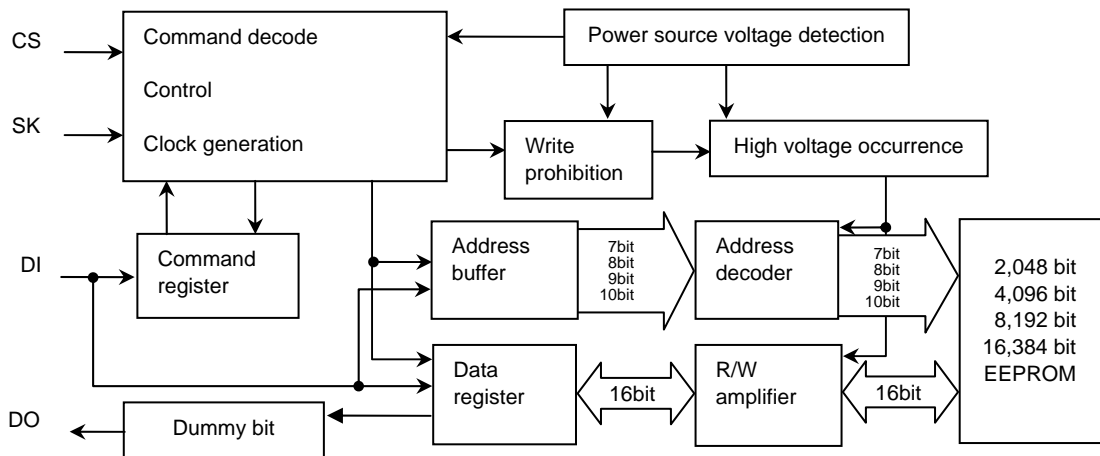 CS
Command decode
Power source voltage detection
Control
SK
Clock generation
Write
prohibition
High voltage occurrence
DI
Command
register
Address
buffer
7bit
8bit
9bit
10bit
Address
decoder
7bit
8bit
9bit
10bit
2,048 bit
4,096 bit
8,192 bit
16,384 bit
EEPROM
Data
register
16bit
R/W
amplifier
16bit
DO
Dummy bit